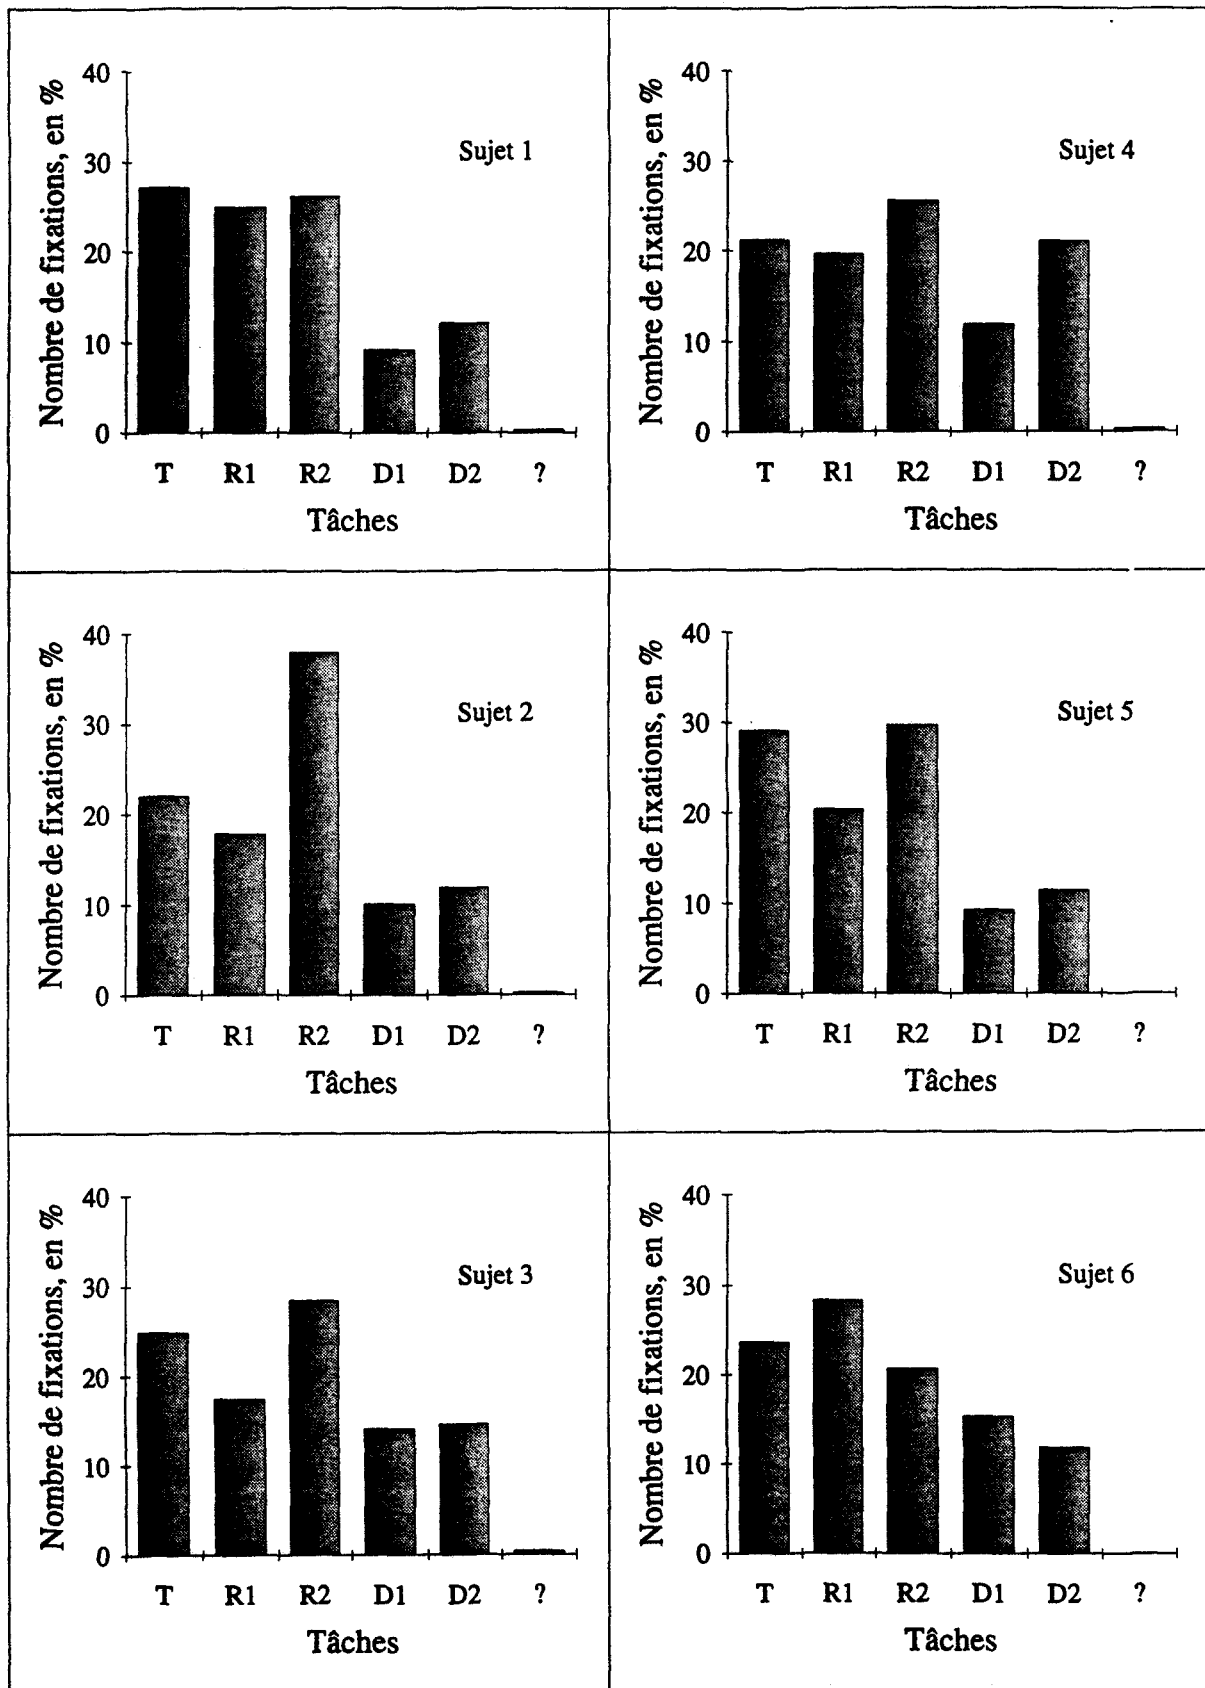 Nombre de fixations, en %
40
30
20
10
0
Sujet 1
T R1 R2 D1 D2 ?
Tâches
Nombre de fixations, en %
40
30
20
10
0
Sujet 4
T R1 R2 D1 D2 ?
Tâches
Nombre de fixations, en %
40
30
20
10
0
Sujet 2
T R1 R2 D1 D2 ?
Tâches
Nombre de fixations, en %
40
30
20
10
0
Sujet 5
T R1 R2 D1 D2 ?
Tâches
Nombre de fixations, en %
40
30
20
10
0
Sujet 3
T R1 R2 D1 D2 ?
Tâches
Nombre de fixations, en %
40
30
20
10
0
Sujet 6
T R1 R2 D1 D2 ?
Tâches